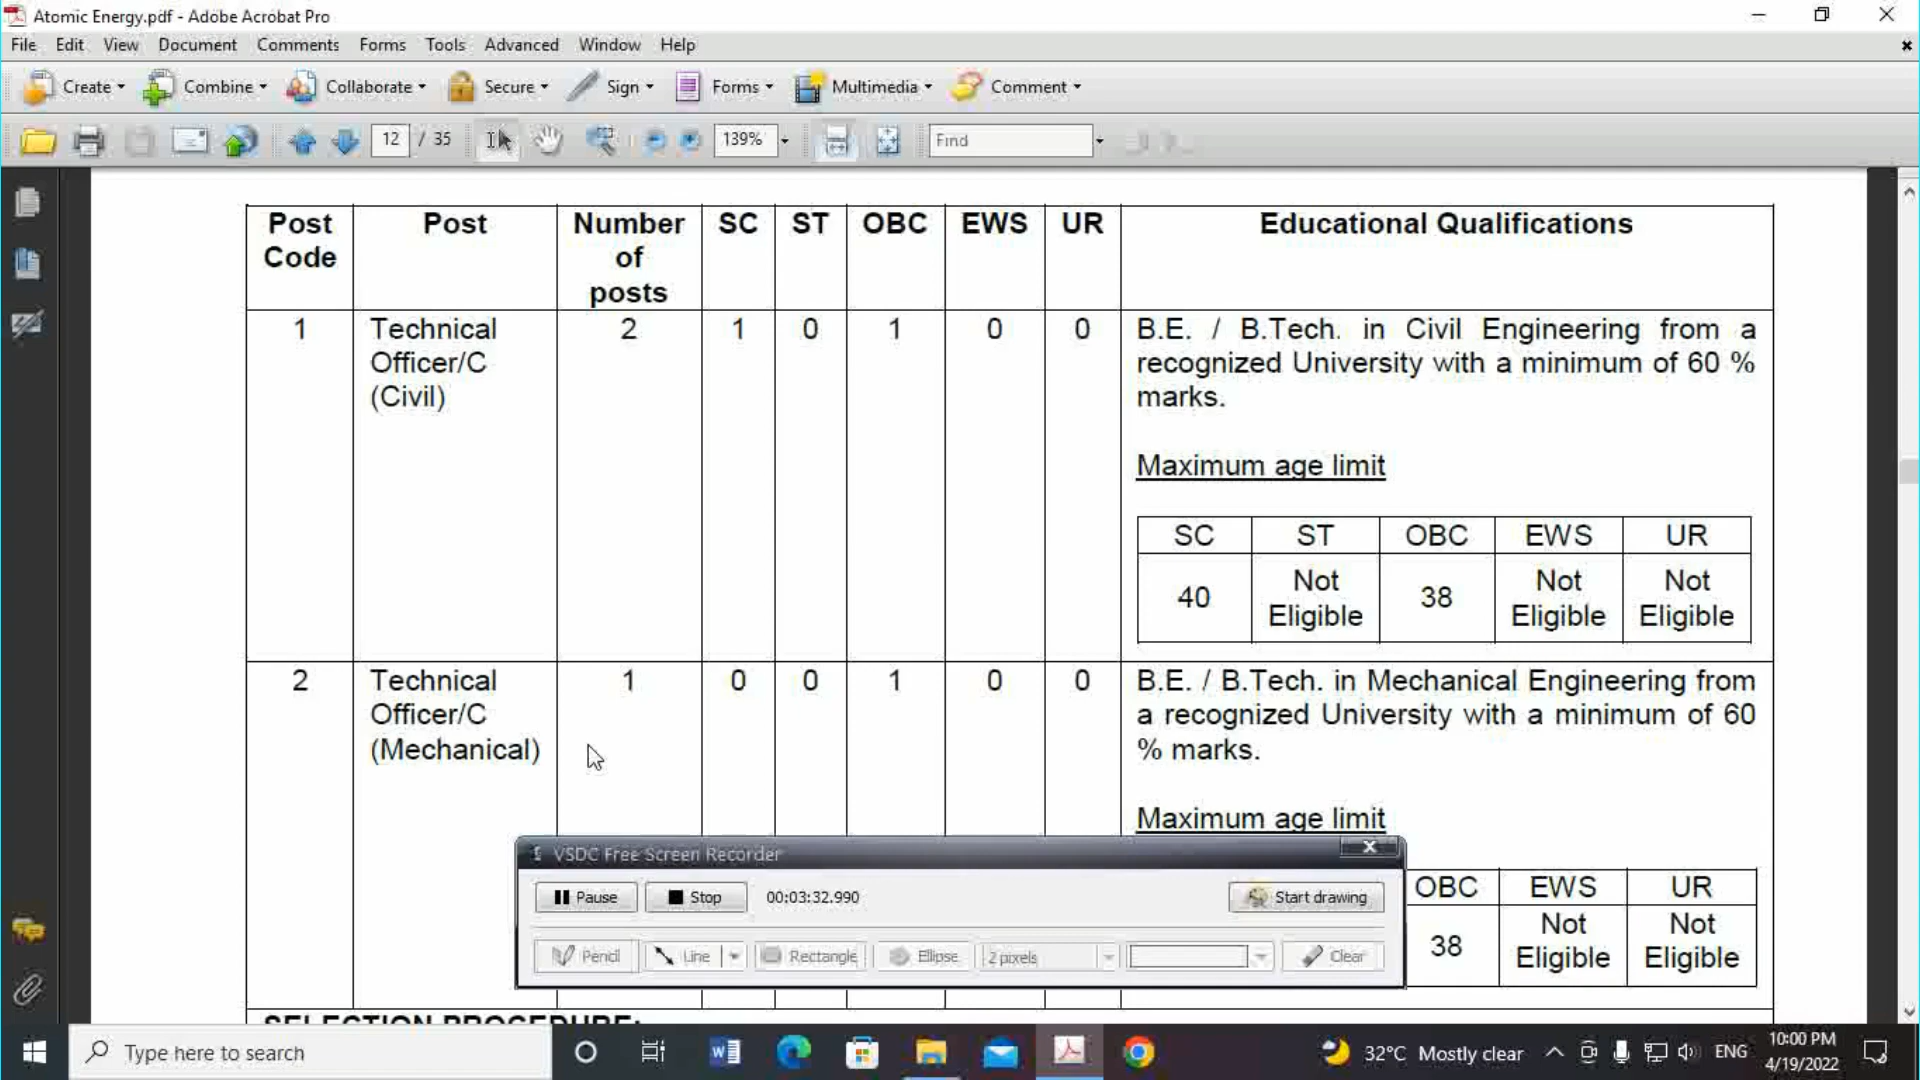 Atomic Energy.pdf - Adobe Acrobat Pro
File Edit View Document Comments Forms Tools Advanced Window Help
Create Combine Collaborate Secure Sign Forms Multimedia Comment
12 / 35 139% Find
Post Code Post Number of posts SC ST OBC EWS UR Educational Qualifications
1 Technical Officer/C (Civil) 2 1 0 1 0 0
B.E. / B.Tech. in Civil Engineering from a
recognized University with a minimum of 60 %
marks.
Maximum age limit
SC ST OBC EWS UR
40 Not Eligible 38 Not Eligible Not Eligible
2 Technical Officer/C (Mechanical) 1 0 0 1 0 0
B.E. / B.Tech. in Mechanical Engineering from
a recognized University with a minimum of 60
% marks.
Maximum age limit
OBC EWS UR
38 Not Eligible Not Eligible
VSDC Free Screen Recorder
Pause Stop 00:03:32.990 Start drawing
Pencil Line Rectangle Ellipse 2 pixels Clear
SELECTION PROCEDURE:
Type here to search
32°C Mostly clear ENG
10:00 PM
4/19/2022